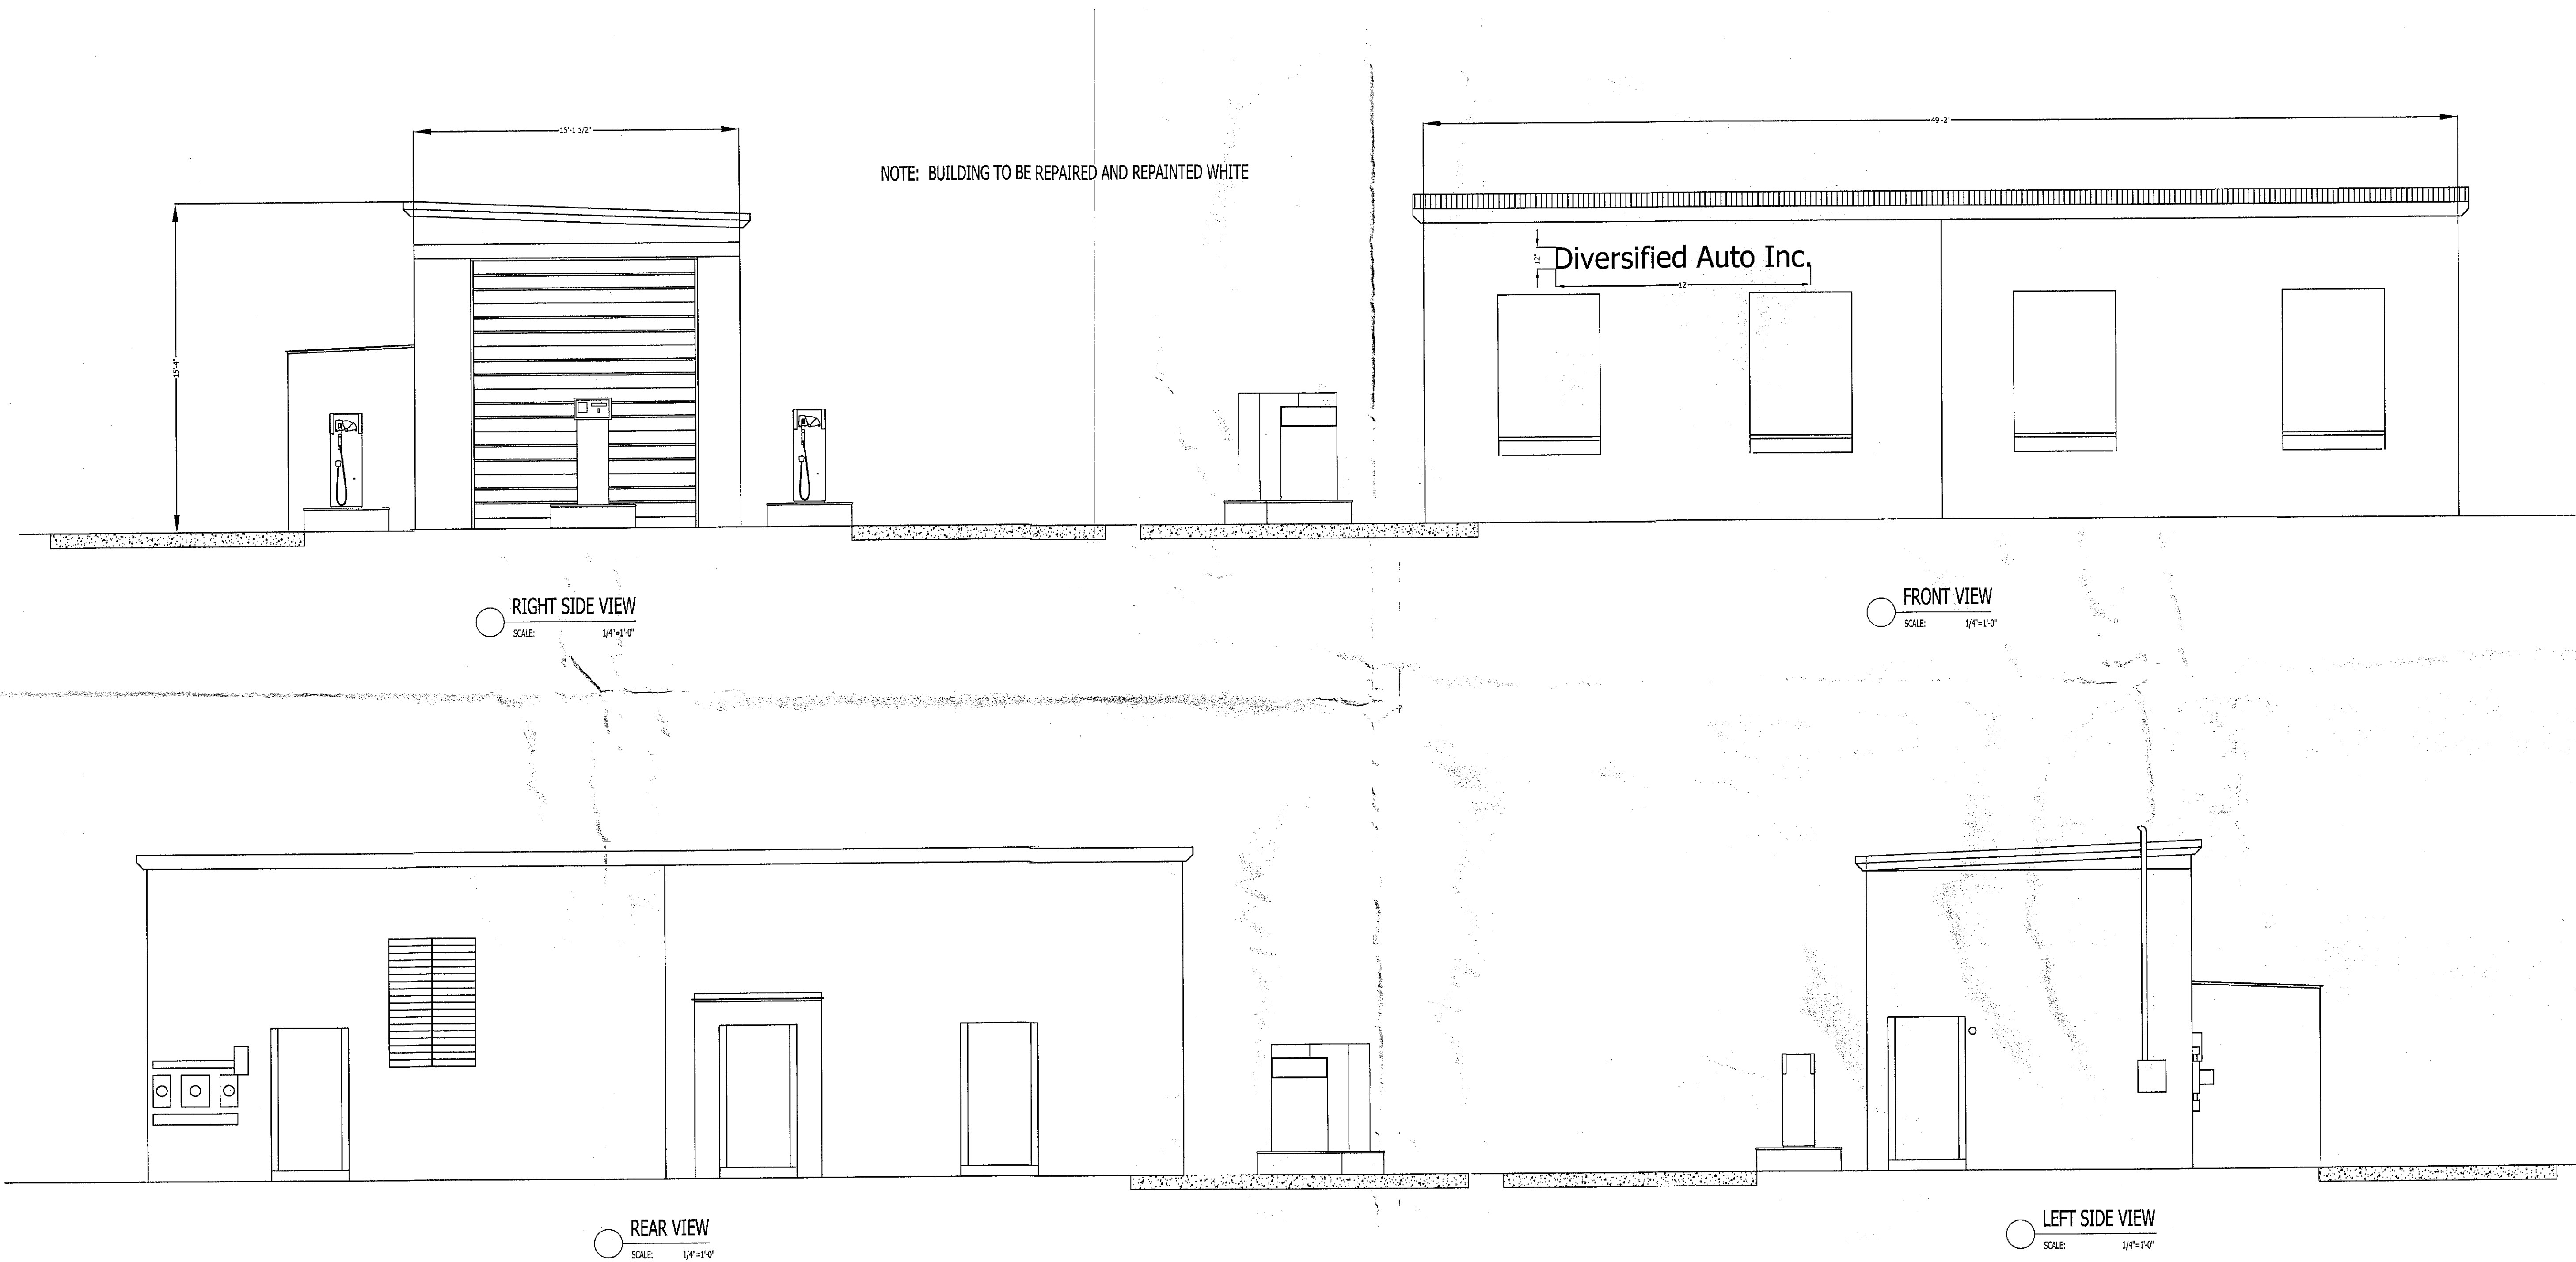 15'-1 1/2"
49'-2"
NOTE: BUILDING TO BE REPAIRED AND REPAINTED WHITE
12"
Diversified Auto Inc.
12'
15'-4"
RIGHT SIDE VIEW
SCALE: 1/4"=1'-0"
FRONT VIEW
SCALE: 1/4"=1'-0"
REAR VIEW
SCALE: 1/4"=1'-0"
LEFT SIDE VIEW
SCALE: 1/4"=1'-0"